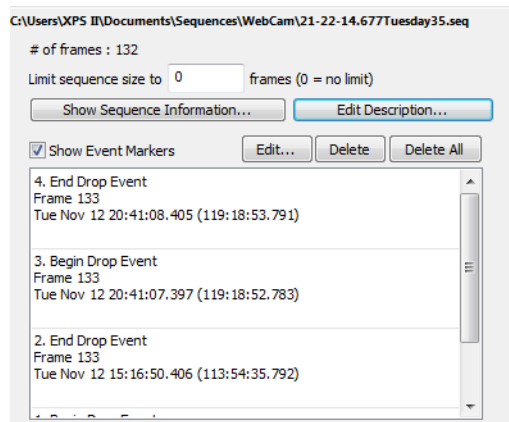 C:\Users\XPS II\Documents\Sequences\WebCam\21-22-14.677Tuesday35.seq
# of frames : 132
Limit sequence size to 0 frames (0 = no limit)
Show Sequence Information... Edit Description...
Show Event Markers Edit... Delete Delete All
4. End Drop Event
Frame 133
Tue Nov 12 20:41:08.405 (119:18:53.791)
3. Begin Drop Event
Frame 133
Tue Nov 12 20:41:07.397 (119:18:52.783)
2. End Drop Event
Frame 133
Tue Nov 12 15:16:50.406 (113:54:35.792)